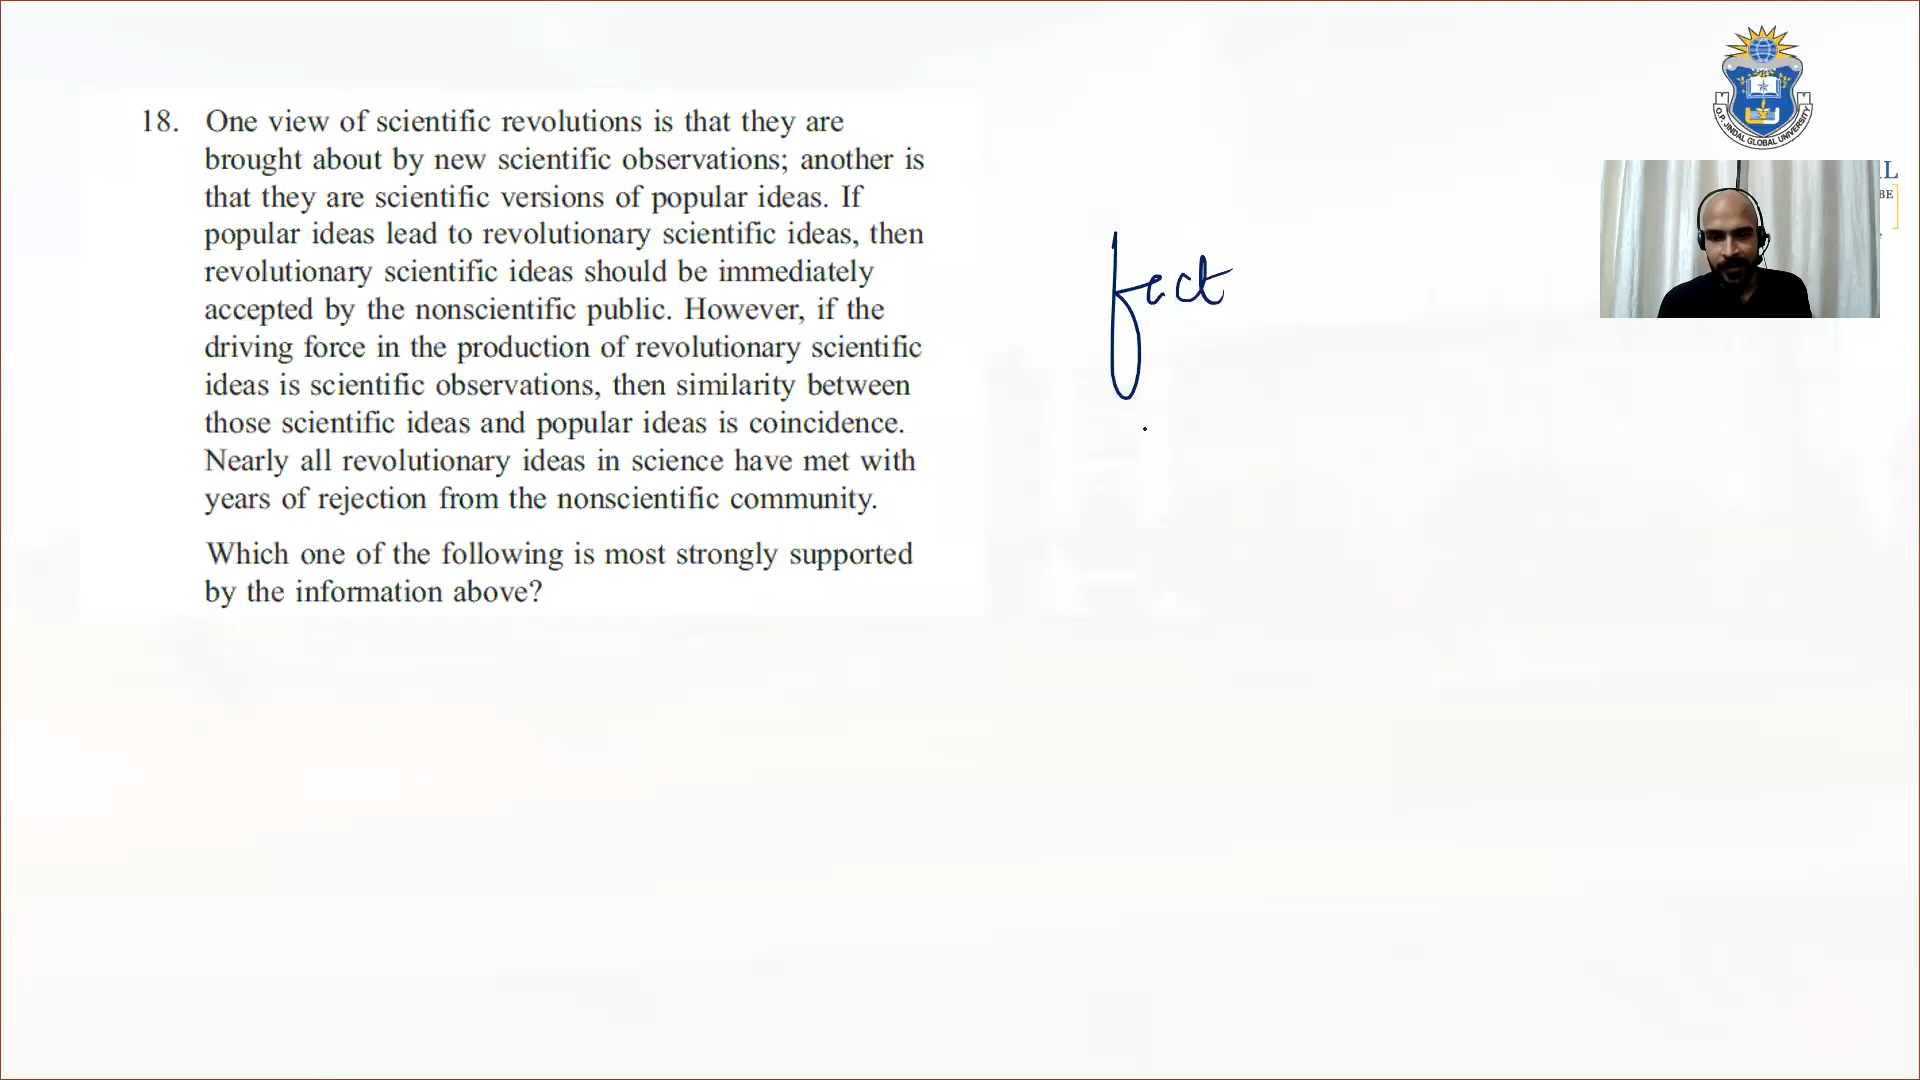 18. One view of scientific revolutions is that they are
brought about by new scientific observations; another is
that they are scientific versions of popular ideas. If
popular ideas lead to revolutionary scientific ideas, then
revolutionary scientific ideas should be immediately
accepted by the nonscientific public. However, if the
driving force in the production of revolutionary scientific
ideas is scientific observations, then similarity between
those scientific ideas and popular ideas is coincidence.
Nearly all revolutionary ideas in science have met with
years of rejection from the nonscientific community.
Which one of the following is most strongly supported
by the information above?
fact
O.P. JINDAL GLOBAL UNIVERSITY
L
BE